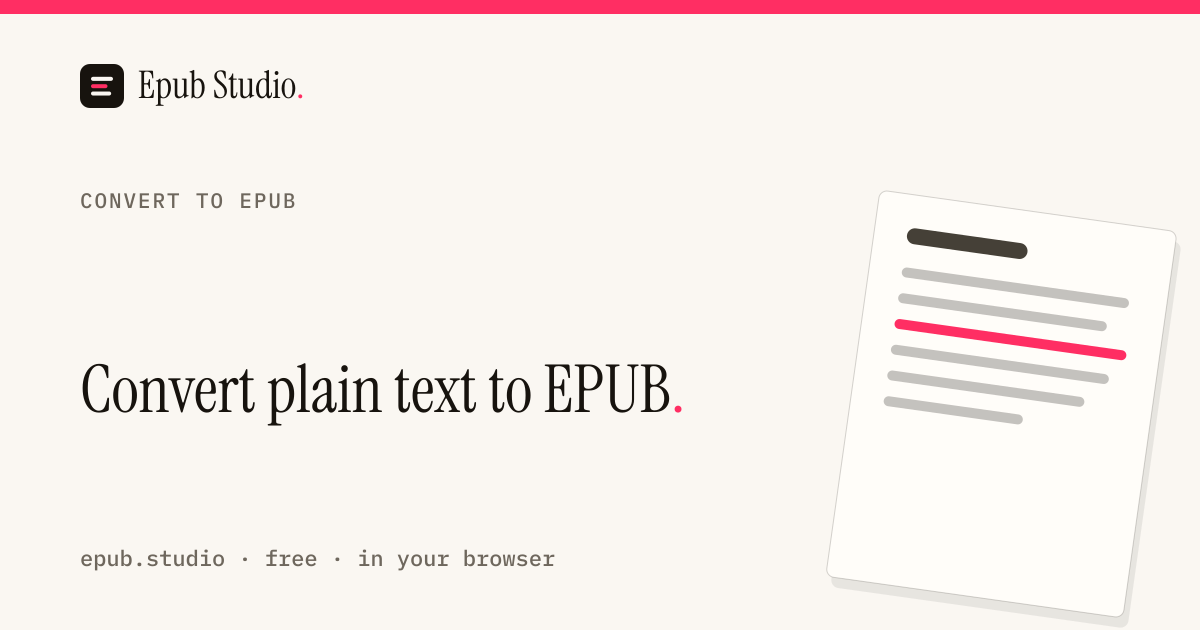 Epub Studio.
CONVERT TO EPUB
Convert plain text to EPUB.
epub.studio · free · in your browser